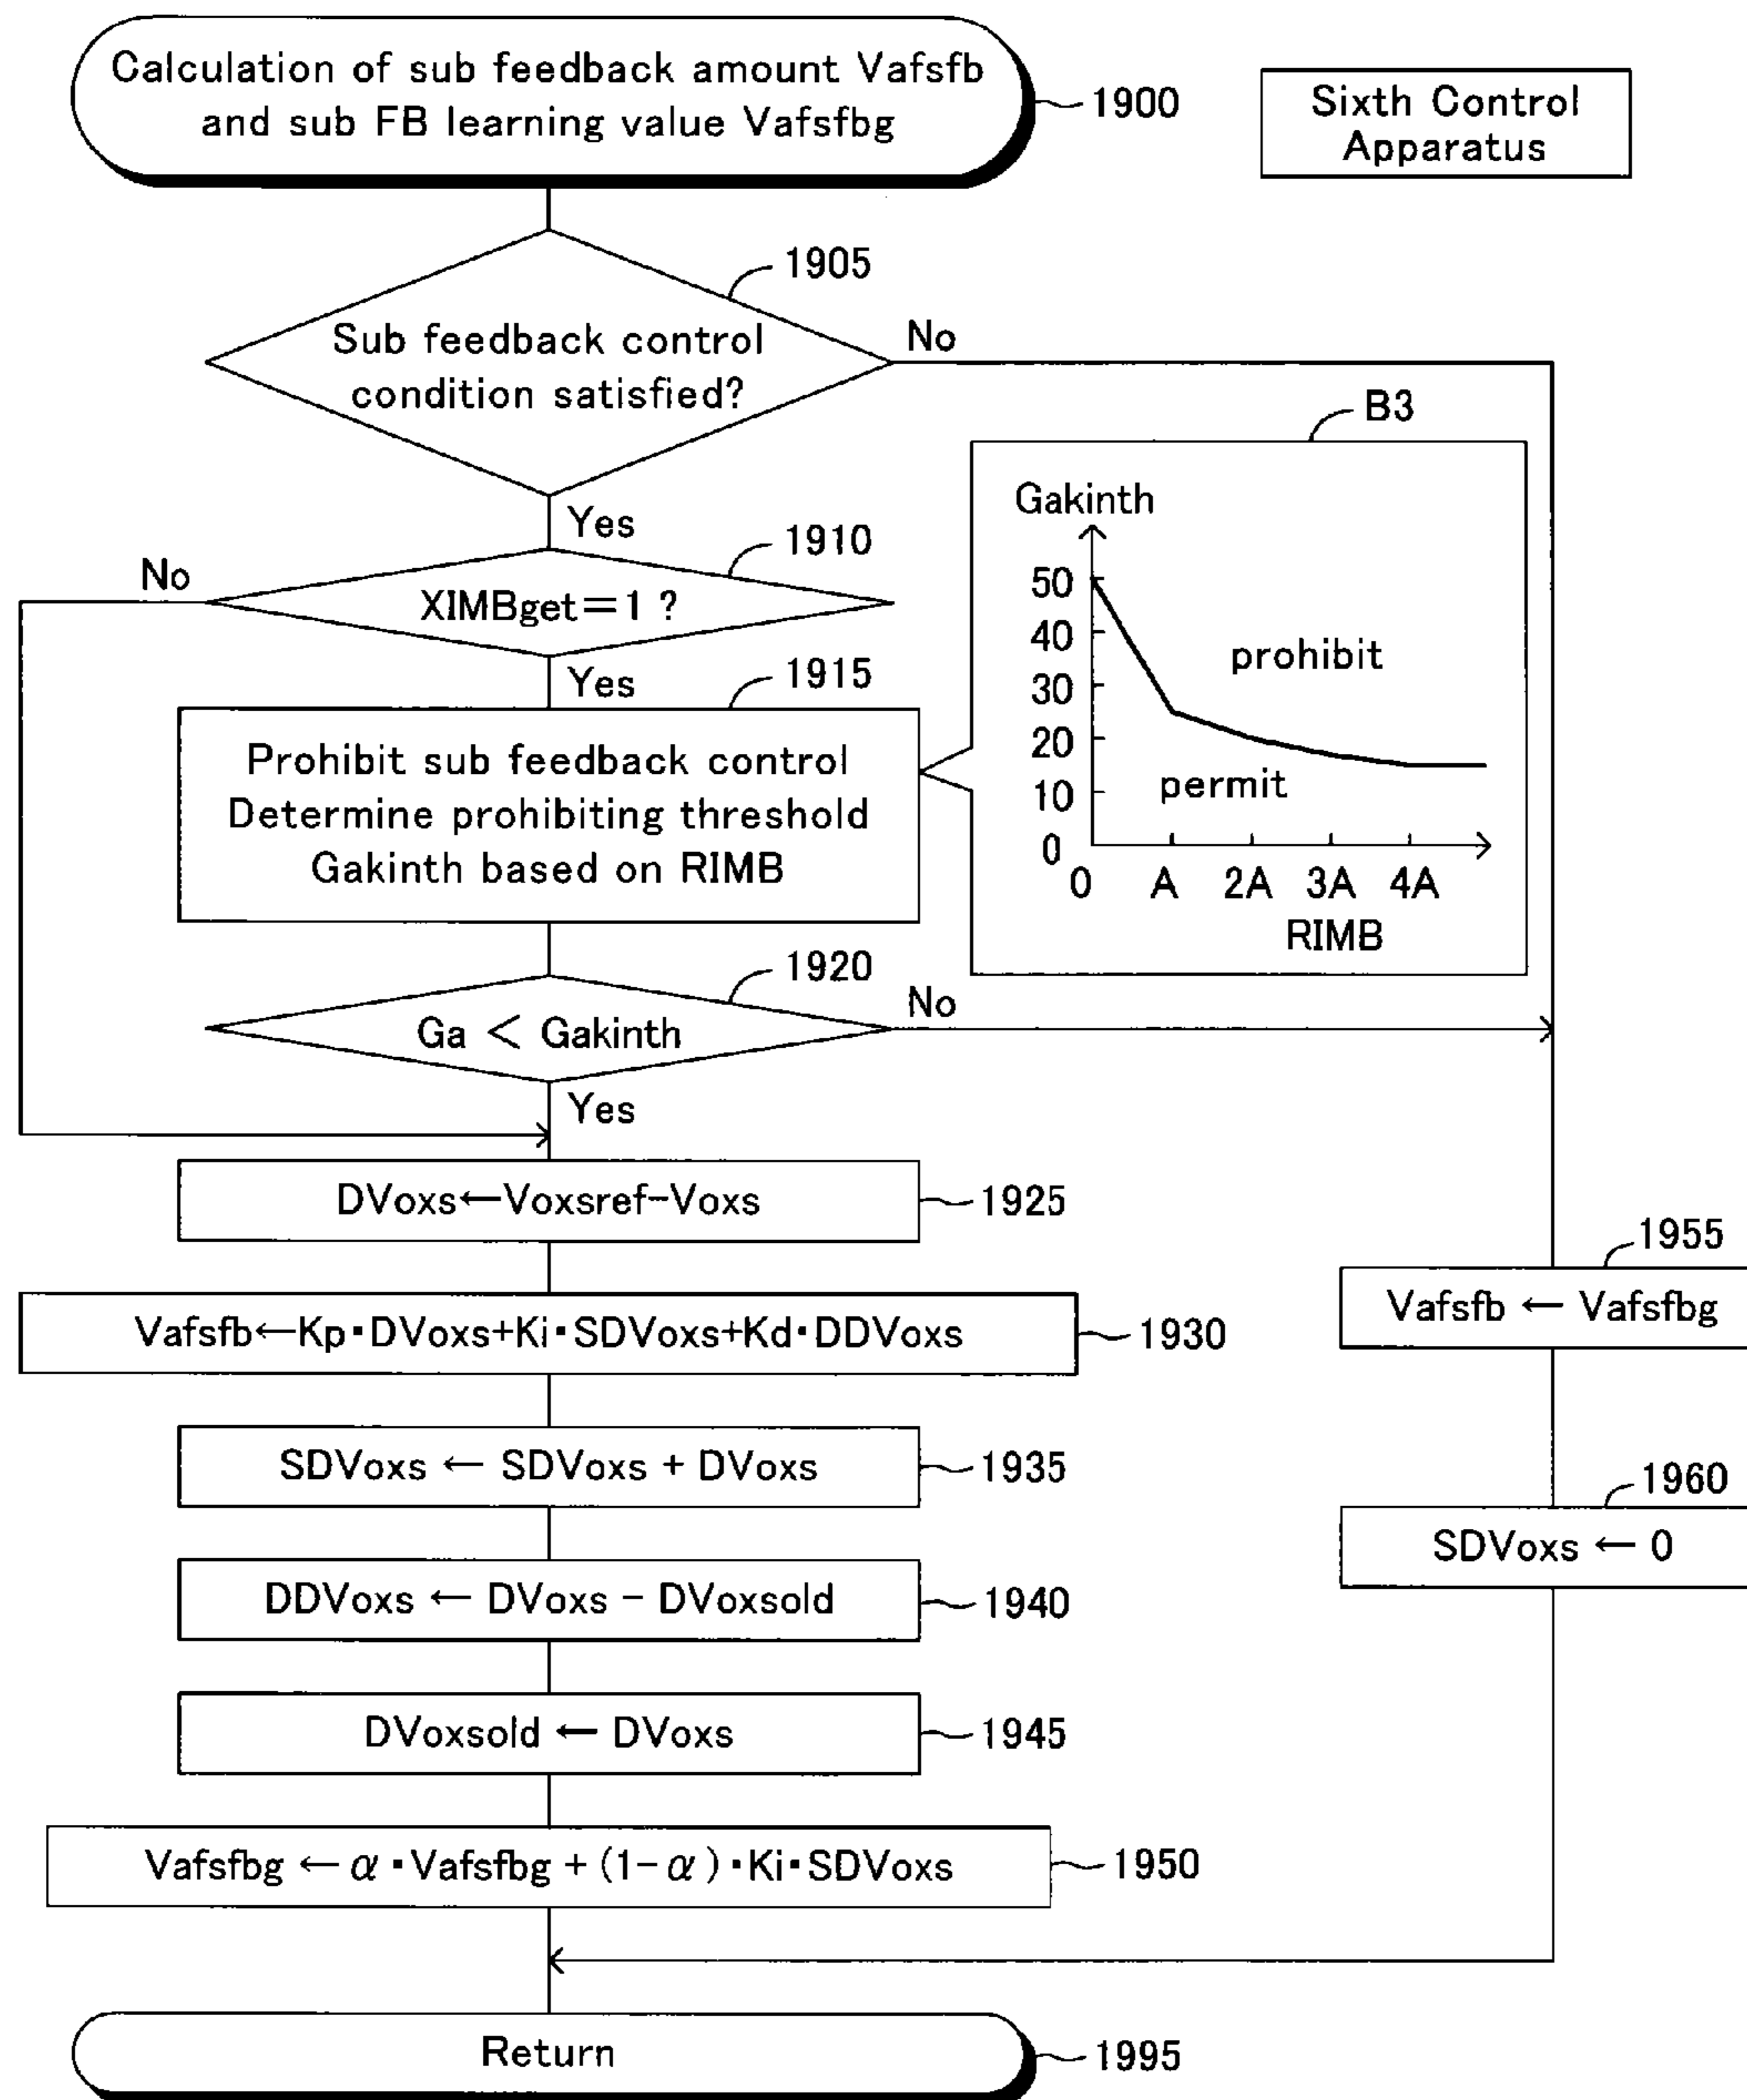 Calculation of sub feedback amount Vafsfb
and sub FB learning value Vafsfbg
1900
Sixth Control
Apparatus
1905
Sub feedback control
condition satisfied?
No
Yes
B3
Gakinth
50
40
30
20
10
0
prohibit
permit
0 A 2A 3A 4A
RIMB
1910
No
XIMBget=1 ?
Yes
1915
Prohibit sub feedback control
Determine prohibiting threshold
Gakinth based on RIMB
1920
No
Ga < Gakinth
Yes
DVoxs←Voxsref-Voxs
1925
Vafsfb←Kp·DVoxs+Ki·SDVoxs+Kd·DDVoxs
1930
SDVoxs ← SDVoxs + DVoxs
1935
DDVoxs ← DVoxs - DVoxsold
1940
DVoxsold ← DVoxs
1945
Vafsfbg ← α·Vafsfbg + (1-α)·Ki·SDVoxs
1950
1955
Vafsfb ← Vafsfbg
1960
SDVoxs ← 0
Return
1995